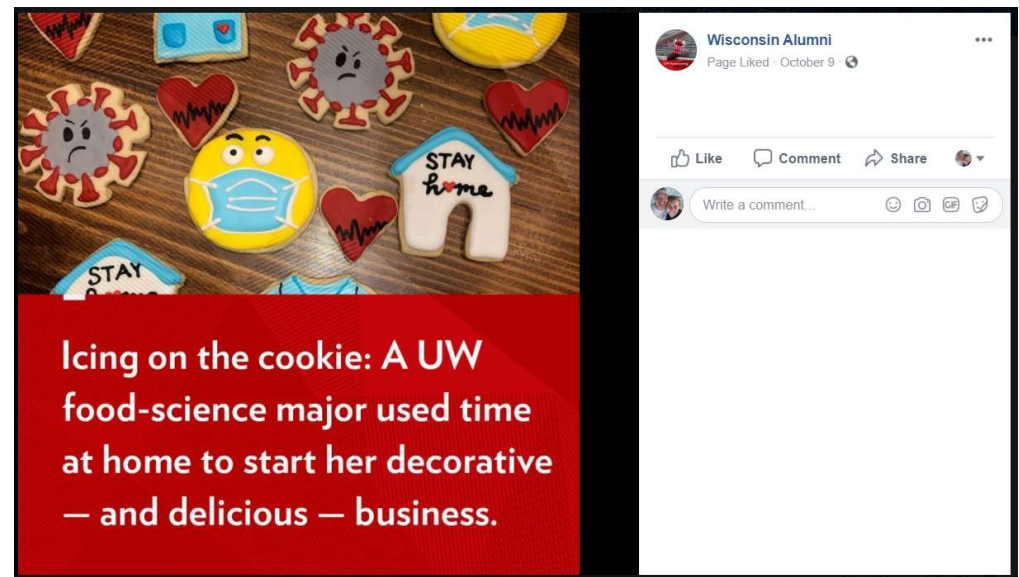 STAY
home
STAY
home
Icing on the cookie: A UW
food-science major used time
at home to start her decorative
— and delicious — business.
Wisconsin Alumni
Page Liked · October 9 ·
Like Comment Share
Write a comment...
GIF